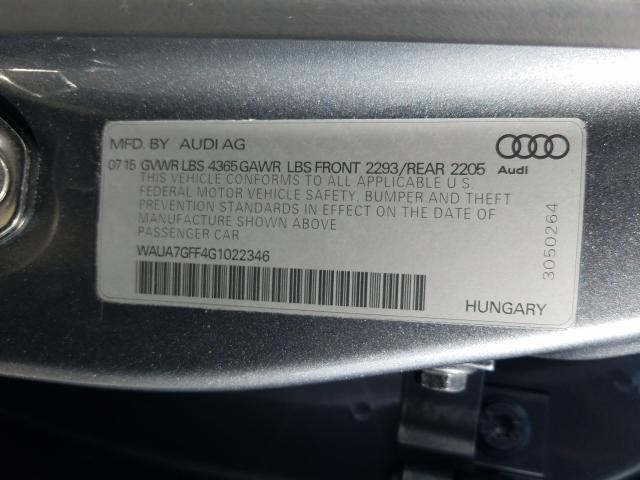 MFD. BY AUDI AG
07 15 GVWR LBS 4365 GAWR LBS FRONT 2293/REAR 2205
Audi
THIS VEHICLE CONFORMS TO ALL APPLICABLE U.S.
FEDERAL MOTOR VEHICLE SAFETY, BUMPER AND THEFT
PREVENTION STANDARDS IN EFFECT ON THE DATE OF
MANUFACTURE SHOWN ABOVE
PASSENGER CAR
WAUA7GFF4G1022346
3050264
HUNGARY